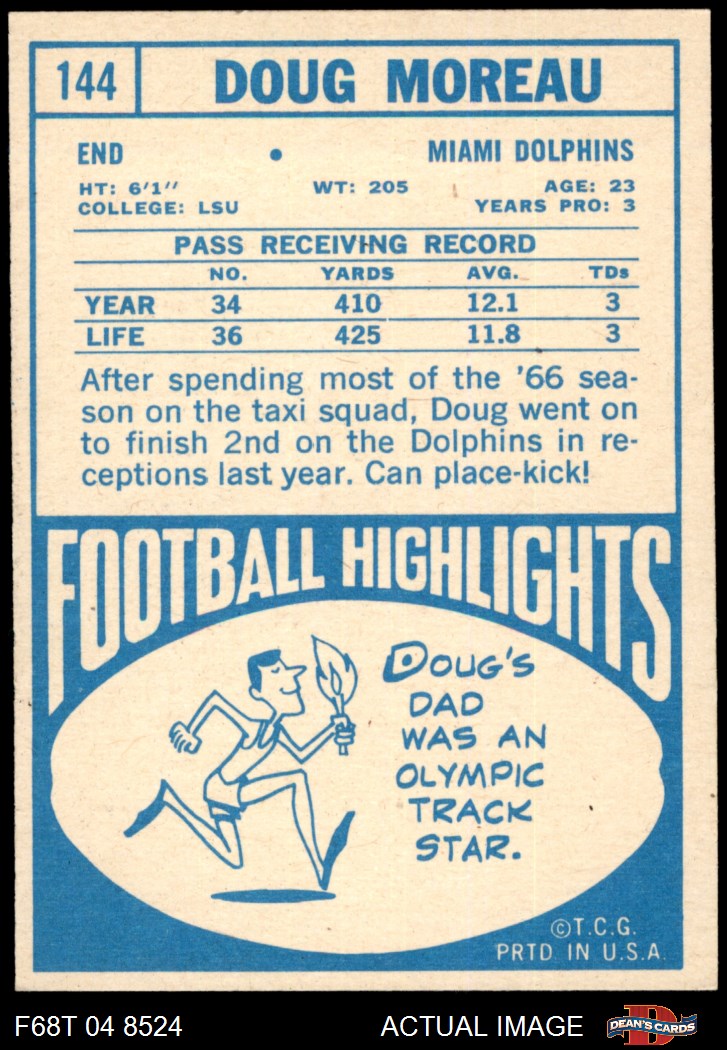 144 DOUG MOREAU
END • MIAMI DOLPHINS
HT: 6'1" WT: 205 AGE: 23
COLLEGE: LSU YEARS PRO: 3
PASS RECEIVING RECORD
NO. YARDS AVG. TDs
YEAR 34 410 12.1 3
LIFE 36 425 11.8 3
After spending most of the '66 sea-
son on the taxi squad, Doug went on
to finish 2nd on the Dolphins in re-
ceptions last year. Can place-kick!
FOOTBALL HIGHLIGHTS
DOUG'S
DAD
WAS AN
OLYMPIC
TRACK
STAR.
©T.C.G.
PRTD IN U.S.A.
F68T 04 8524 ACTUAL IMAGE D DEAN'S CARDS